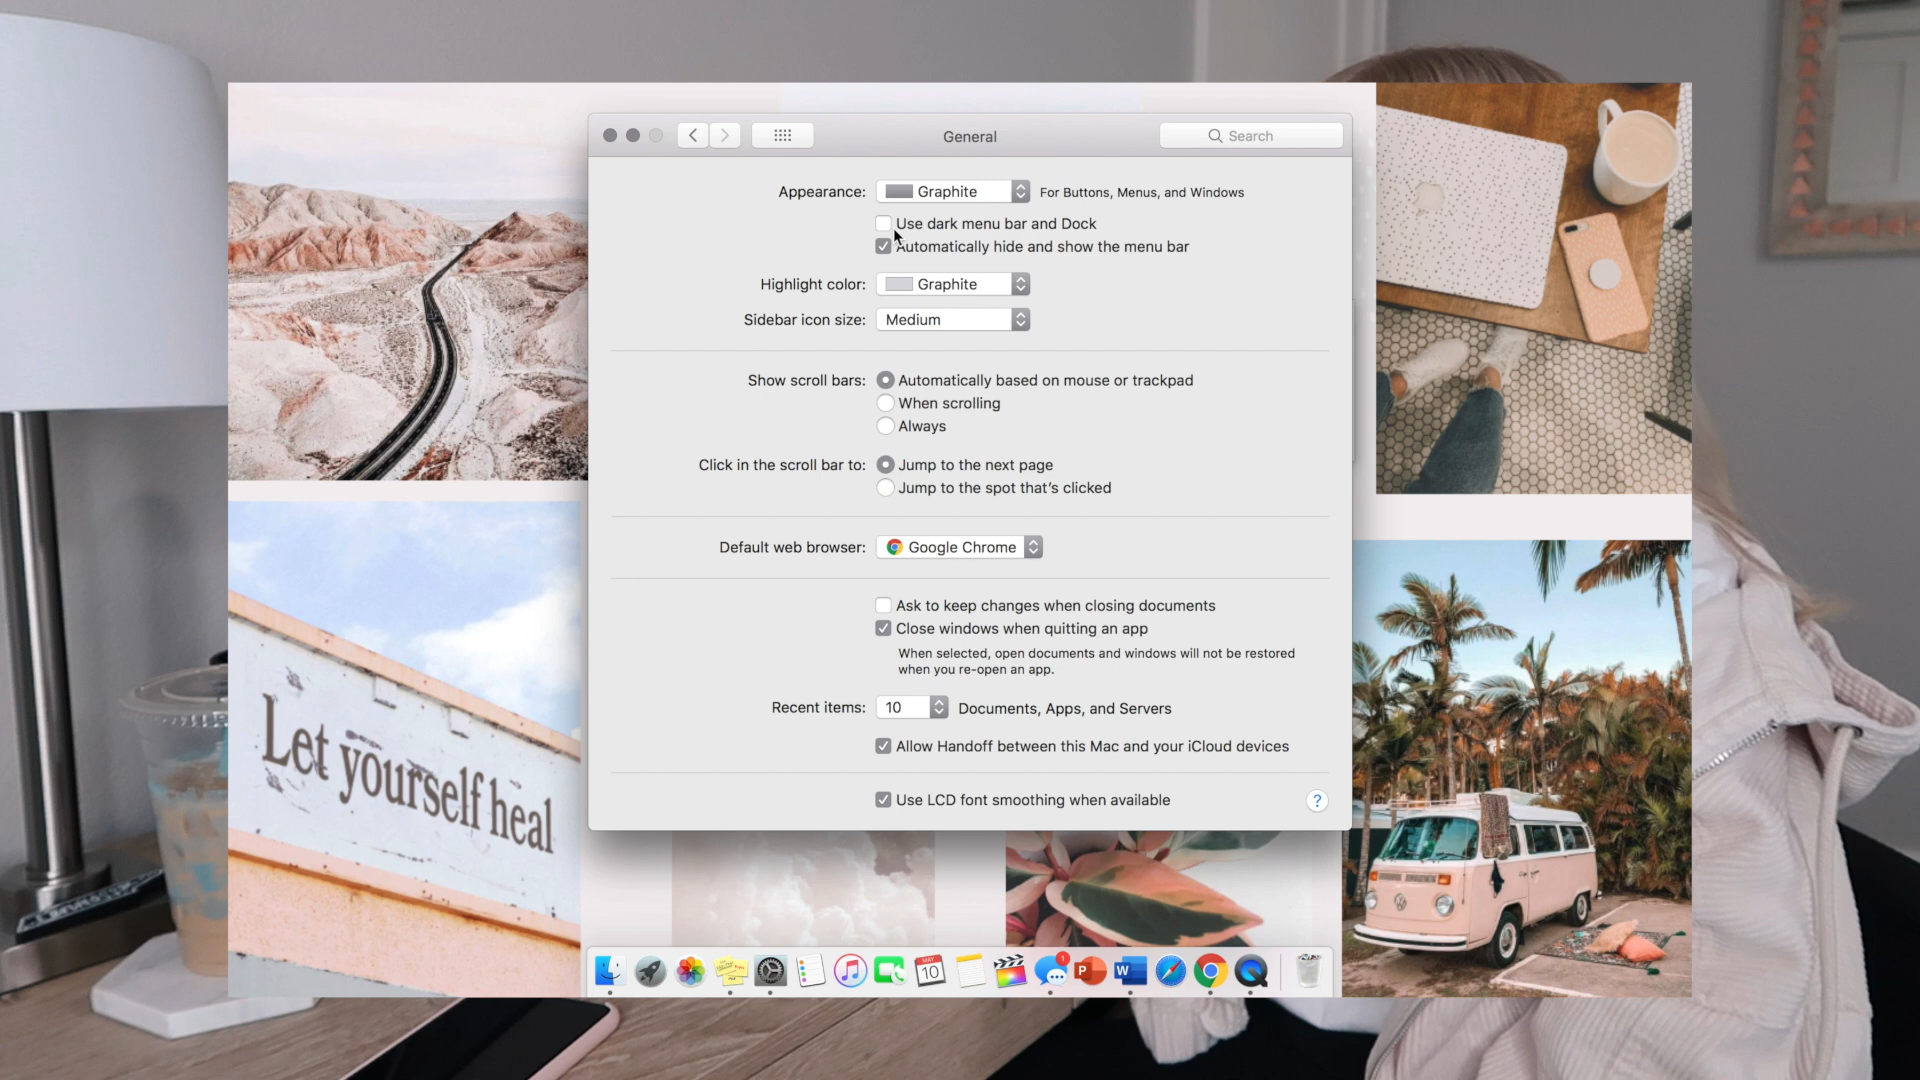 General
Search
Appearance: Graphite For Buttons, Menus, and Windows
Use dark menu bar and Dock
Automatically hide and show the menu bar
Highlight color: Graphite
Sidebar icon size: Medium
Show scroll bars: Automatically based on mouse or trackpad
When scrolling
Always
Click in the scroll bar to: Jump to the next page
Jump to the spot that's clicked
Default web browser: Google Chrome
Ask to keep changes when closing documents
Close windows when quitting an app
When selected, open documents and windows will not be restored
when you re-open an app.
Recent items: 10 Documents, Apps, and Servers
Allow Handoff between this Mac and your iCloud devices
Use LCD font smoothing when available
?
Let yourself heal
MAY
10
1
P
W